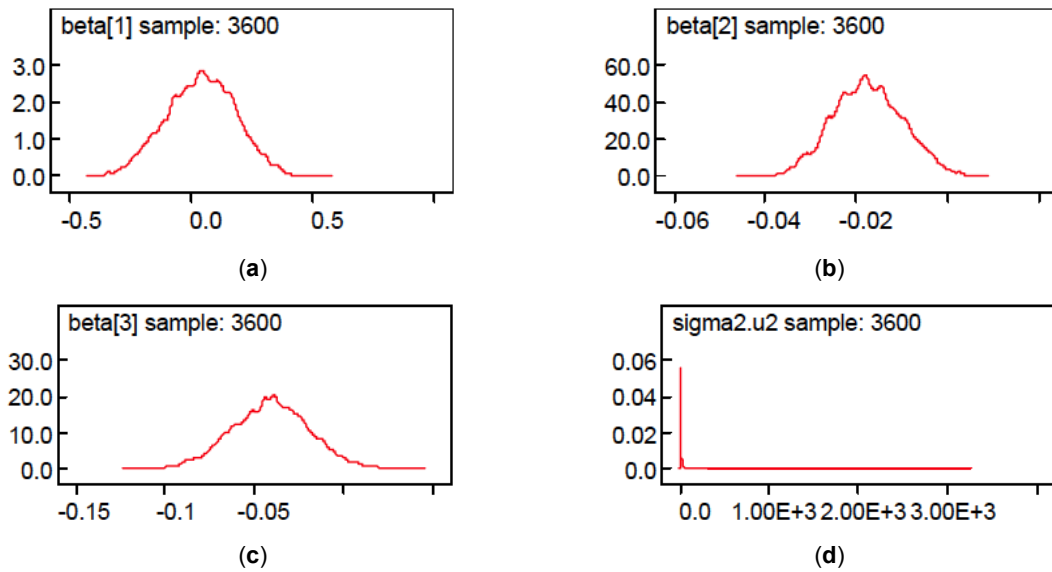 beta[1] sample: 3600
3.0
2.0
1.0
0.0
-0.5 0.0 0.5
(a)
beta[2] sample: 3600
60.0
40.0
20.0
0.0
-0.06 -0.04 -0.02
(b)
beta[3] sample: 3600
30.0
20.0
10.0
0.0
-0.15 -0.1 -0.05
(c)
sigma2.u2 sample: 3600
0.06
0.04
0.02
0.0
0.0 1.00E+3 2.00E+3 3.00E+3
(d)